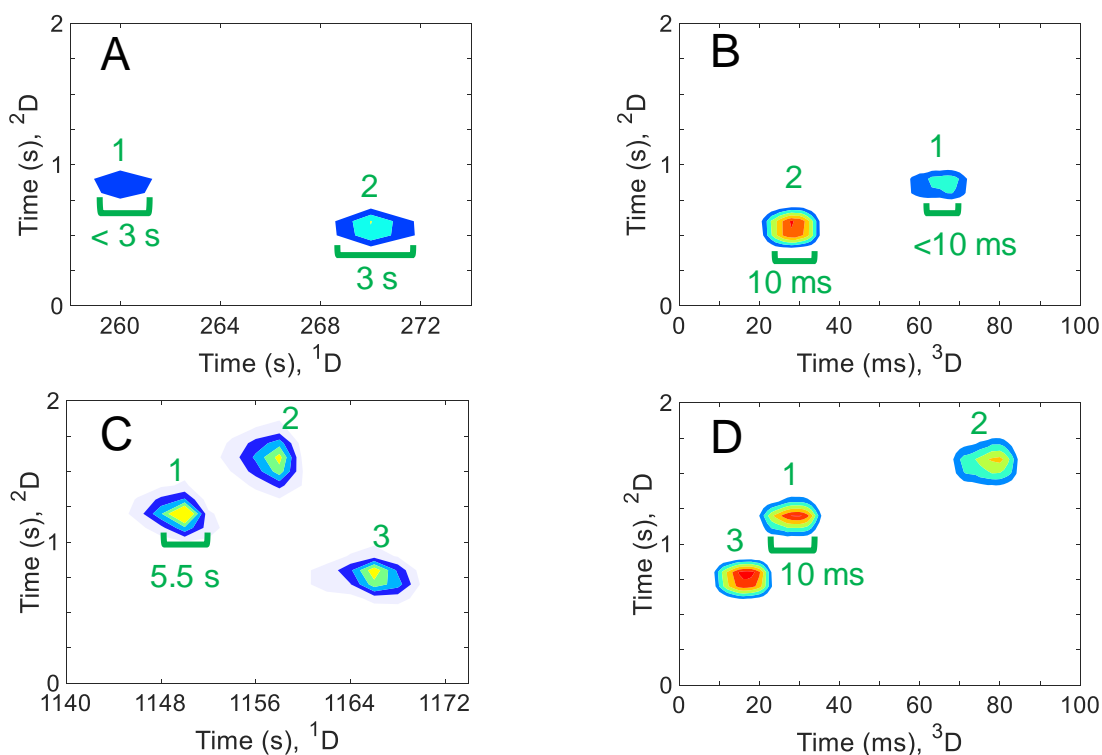 A
2
1
0
Time (s), ²D
1
< 3 s
2
3 s
260
264
268
272
Time (s), ¹D
B
2
1
0
Time (s), ²D
2
10 ms
1
<10 ms
0
20
40
60
80
100
Time (ms), ³D
C
2
1
0
Time (s), ²D
1
5.5 s
2
3
1140
1148
1156
1164
1172
Time (s), ¹D
D
2
1
0
Time (s), ²D
3
1
10 ms
2
0
20
40
60
80
100
Time (ms), ³D